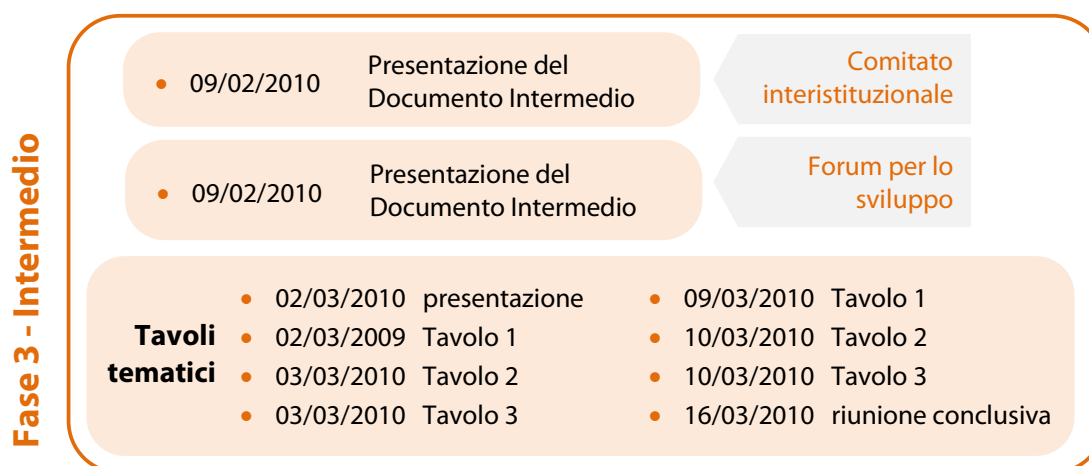 Fase 3 - Intermedio
• 09/02/2010 Presentazione del
Documento Intermedio
Comitato
interistituzionale
• 09/02/2010 Presentazione del
Documento Intermedio
Forum per lo
sviluppo
Tavoli
tematici
• 02/03/2010 presentazione
• 02/03/2009 Tavolo 1
• 03/03/2010 Tavolo 2
• 03/03/2010 Tavolo 3
• 09/03/2010 Tavolo 1
• 10/03/2010 Tavolo 2
• 10/03/2010 Tavolo 3
• 16/03/2010 riunione conclusiva